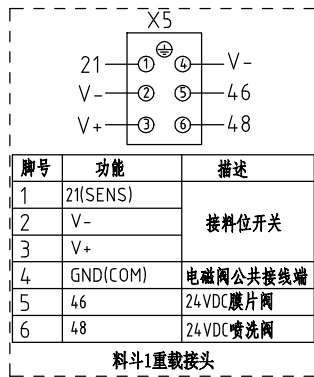 X5
21 ① ④ V-
V- ② ⑤ 46
V+ ③ ⑥ 48
脚号 功能 描述
1 21(SENS)
2 V- 接料位开关
3 V+
4 GND(COM) 电磁阀公共接线端
5 46 24VDC膜片阀
6 48 24VDC喷洗阀
料斗1重载接头